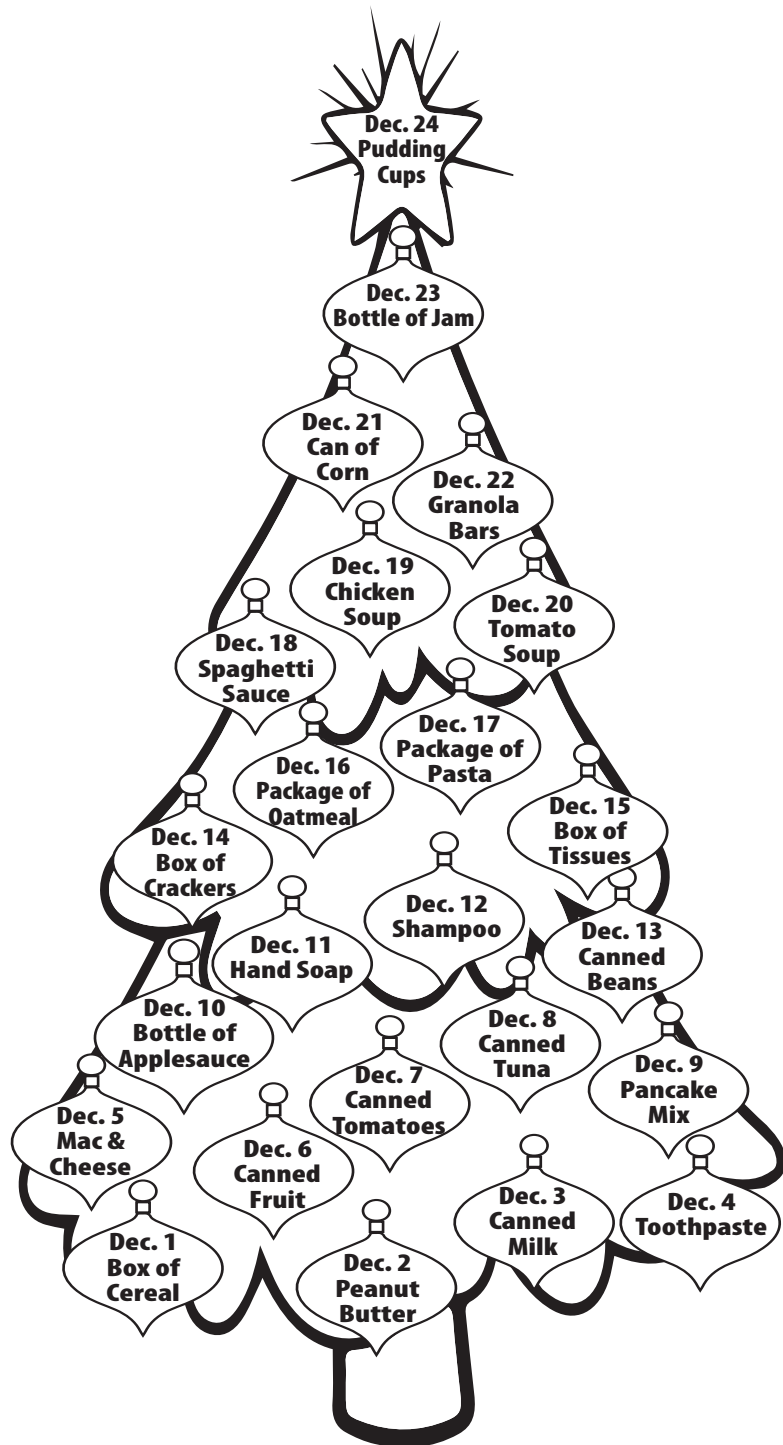 Dec. 24
Pudding
Cups
Dec. 23
Bottle of Jam
Dec. 21
Can of
Corn
Dec. 22
Granola
Bars
Dec. 19
Chicken
Soup
Dec. 20
Tomato
Soup
Dec. 18
Spaghetti
Sauce
Dec. 17
Package of
Pasta
Dec. 16
Package of
Oatmeal
Dec. 15
Box of
Tissues
Dec. 14
Box of
Crackers
Dec. 12
Shampoo
Dec. 13
Canned
Beans
Dec. 11
Hand Soap
Dec. 10
Bottle of
Applesauce
Dec. 8
Canned
Tuna
Dec. 9
Pancake
Mix
Dec. 7
Canned
Tomatoes
Dec. 5
Mac &
Cheese
Dec. 6
Canned
Fruit
Dec. 3
Canned
Milk
Dec. 4
Toothpaste
Dec. 1
Box of
Cereal
Dec. 2
Peanut
Butter